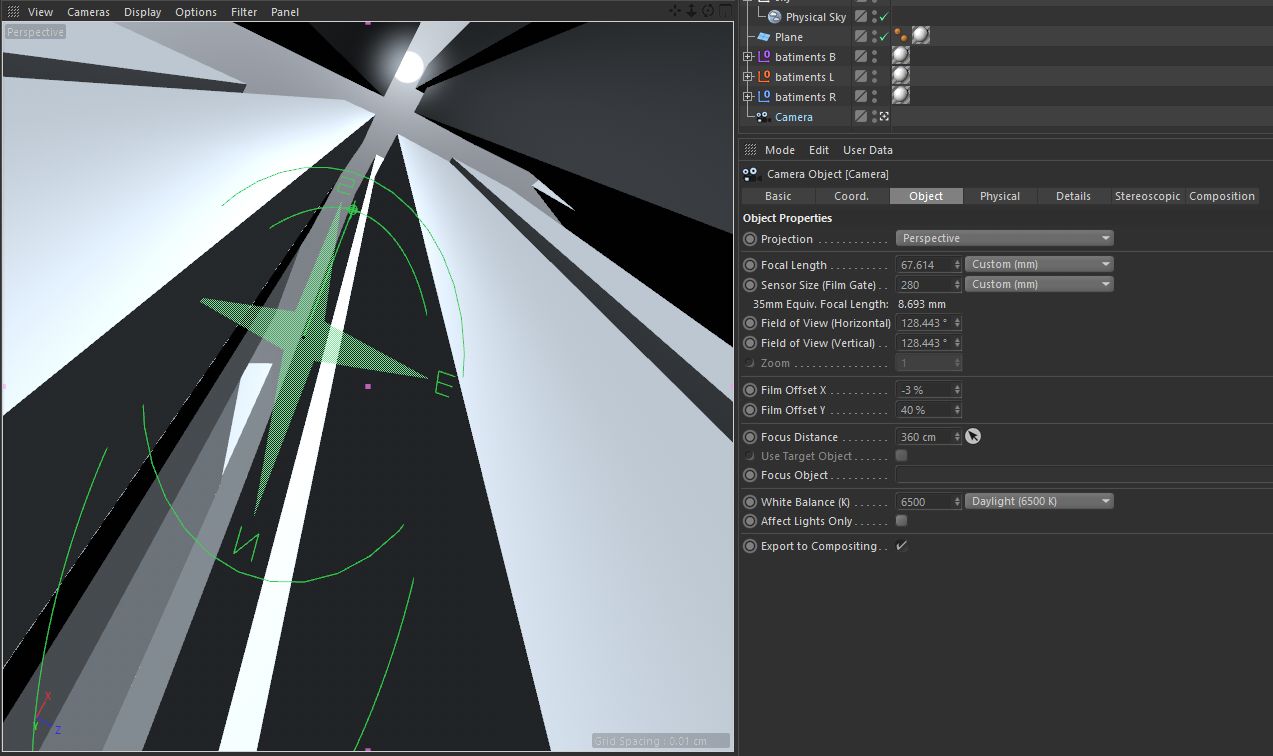 View Cameras Display Options Filter Panel
Perspective
E
N
X
Y
Z
Grid Spacing : 0.01 cm
Physical Sky
Plane
batiments B
batiments L
batiments R
Camera
Mode Edit User Data
Camera Object [Camera]
Basic Coord. Object Physical Details Stereoscopic Composition
Object Properties
Projection . . . . . . . . . . . Perspective
Focal Length . . . . . . . . . . 67.614 Custom (mm)
Sensor Size (Film Gate) . . 280 Custom (mm)
35mm Equiv. Focal Length: 8.693 mm
Field of View (Horizontal) 128.443 °
Field of View (Vertical) . . 128.443 °
Zoom . . . . . . . . . . . . . . . 1
Film Offset X . . . . . . . . . . -3 %
Film Offset Y . . . . . . . . . . 40 %
Focus Distance . . . . . . . . 360 cm
Use Target Object . . . . . .
Focus Object . . . . . . . . . .
White Balance (K) . . . . . . 6500 Daylight (6500 K)
Affect Lights Only . . . . . .
Export to Compositing . .